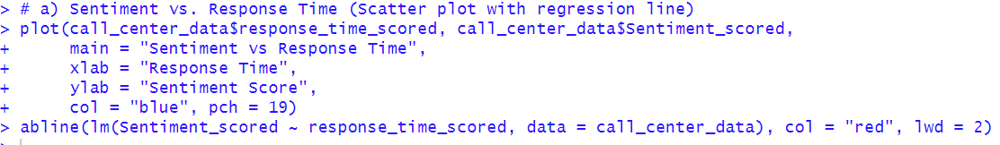 > # a) Sentiment vs. Response Time (Scatter plot with regression line)
> plot(call_center_data$response_time_scored, call_center_data$Sentiment_scored,
+      main = "Sentiment vs Response Time",
+      xlab = "Response Time",
+      ylab = "Sentiment Score",
+      col = "blue", pch = 19)
> abline(lm(Sentiment_scored ~ response_time_scored, data = call_center_data), col = "red", lwd = 2)
>